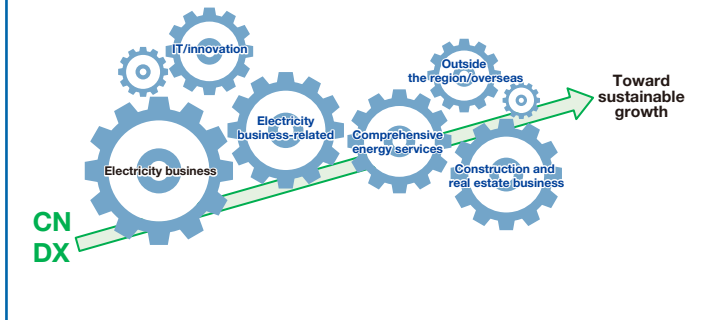 IT/innovation
Outside
the region/overseas
Toward
sustainable
growth
Electricity
business-related
Comprehensive
energy services
Electricity business
Construction and
real estate business
CN
DX